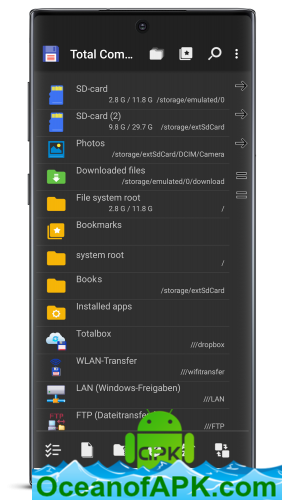 Total Com...
SD-card
2.8 G / 11.8 G /storage/emulated/0
SD-card (2)
9.8 G / 29.7 G /storage/extSdCard
Photos
/storage/extSdCard/DCIM/Camera
Downloaded files
/storage/emulated/0/download
File system root
2.8 G / 11.8 G /
Bookmarks
system root
/
Books
/storage/extSdCard
Installed apps
Totalbox
///dropbox
WLAN-Transfer
///wifitransfer
LAN (Windows-Freigaben)
///LAN
FTP
FTP (Dateitransfe
///FTP
APK
OceanofAPK.com